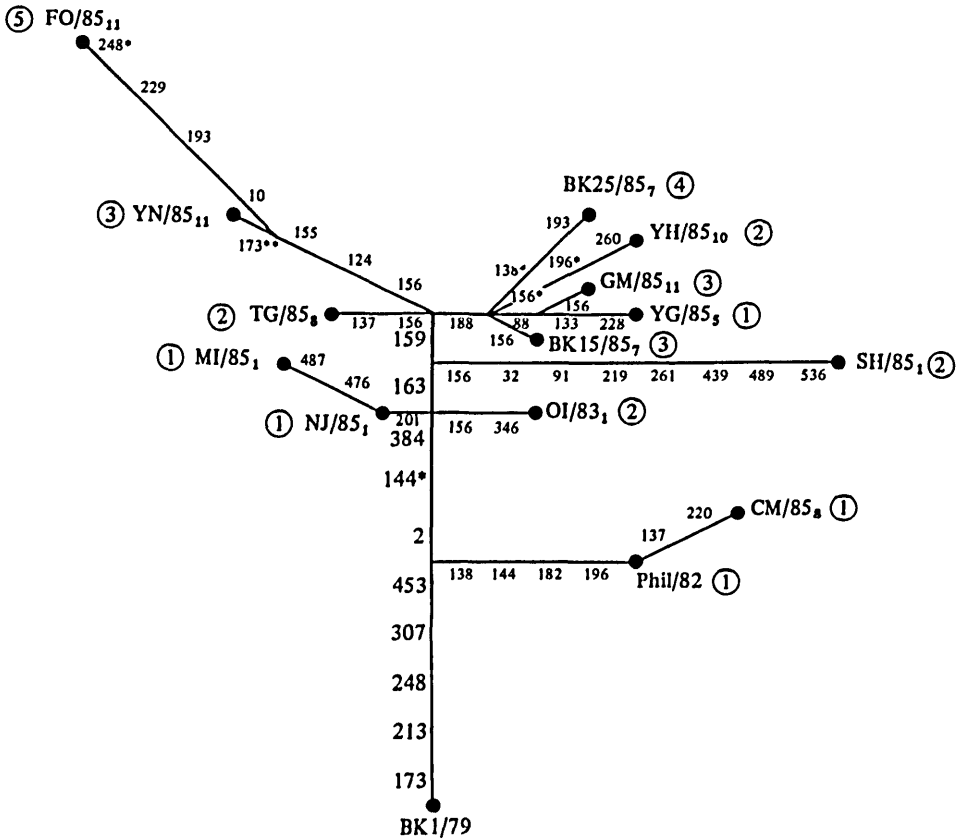 ⑤ FO/85₁₁
248*
229
193
10
③ YN/85₁₁
173**
155
124
156
BK25/85₇ ④
193
YH/85₁₀ ②
260
196*
156*
GM/85₁₁ ③
156
② TG/85₈
137 156 188 88 133 228
YG/85₅ ①
156
BK15/85₇ ③
159
① MI/85₁
487
476
163
156 32 91 219 261 439 489 536
SH/85₁ ②
① NJ/85₁
201 156 346
OI/83₁ ②
384
144*
2
220
CM/85₈ ①
137
138 144 182 196
Phil/82 ①
453
307
248
213
173
BK1/79